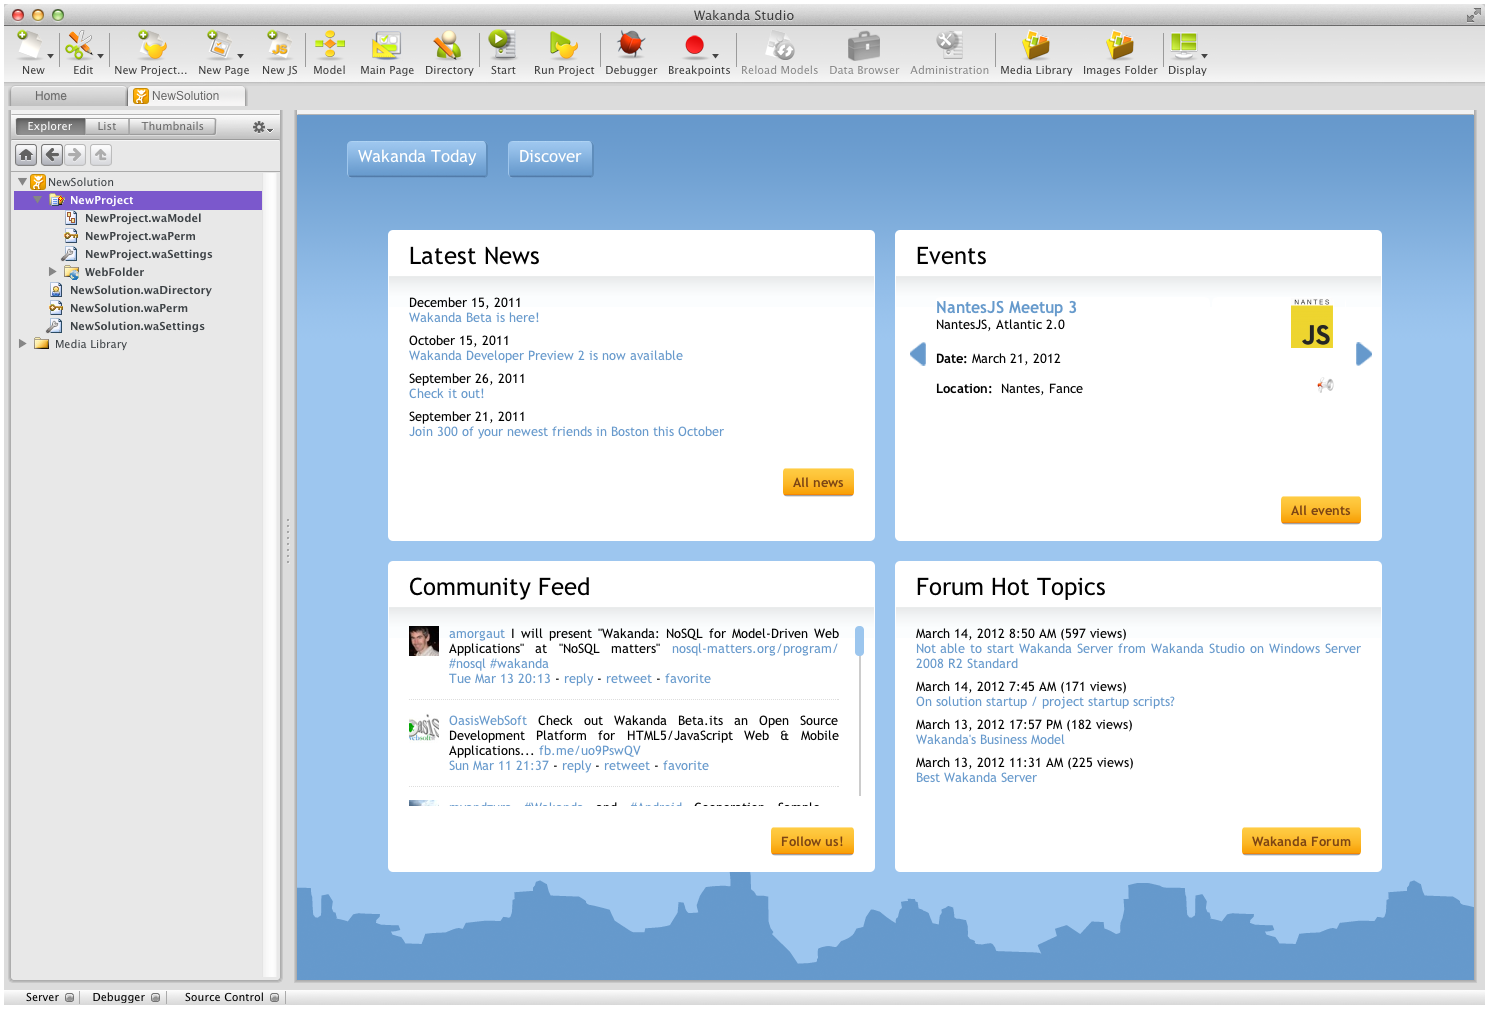 Wakanda Studio
New Edit New Project... New Page New JS Model Main Page Directory Start Run Project Debugger Breakpoints Reload Models Data Browser Administration Media Library Images Folder Display
Home NewSolution
Explorer List Thumbnails
NewSolution
NewProject
NewProject.waModel
NewProject.waPerm
NewProject.waSettings
WebFolder
NewSolution.waDirectory
NewSolution.waPerm
NewSolution.waSettings
Media Library
Wakanda Today Discover
Latest News
December 15, 2011
Wakanda Beta is here!
October 15, 2011
Wakanda Developer Preview 2 is now available
September 26, 2011
Check it out!
September 21, 2011
Join 300 of your newest friends in Boston this October
All news
Events
NantesJS Meetup 3
NantesJS, Atlantic 2.0
Date: March 21, 2012
Location: Nantes, Fance
NANTES
JS
All events
Community Feed
amorgaut I will present "Wakanda: NoSQL for Model-Driven Web
Applications" at "NoSQL matters" nosql-matters.org/program/
#nosql #wakanda
Tue Mar 13 20:13 - reply - retweet - favorite
OasisWebSoft Check out Wakanda Beta.its an Open Source
Development Platform for HTML5/JavaScript Web & Mobile
Applications... fb.me/uo9PswQV
Sun Mar 11 21:37 - reply - retweet - favorite
#Wakanda and #Android
Follow us!
Forum Hot Topics
March 14, 2012 8:50 AM (597 views)
Not able to start Wakanda Server from Wakanda Studio on Windows Server
2008 R2 Standard
March 14, 2012 7:45 AM (171 views)
On solution startup / project startup scripts?
March 13, 2012 17:57 PM (182 views)
Wakanda's Business Model
March 13, 2012 11:31 AM (225 views)
Best Wakanda Server
Wakanda Forum
Server Debugger Source Control